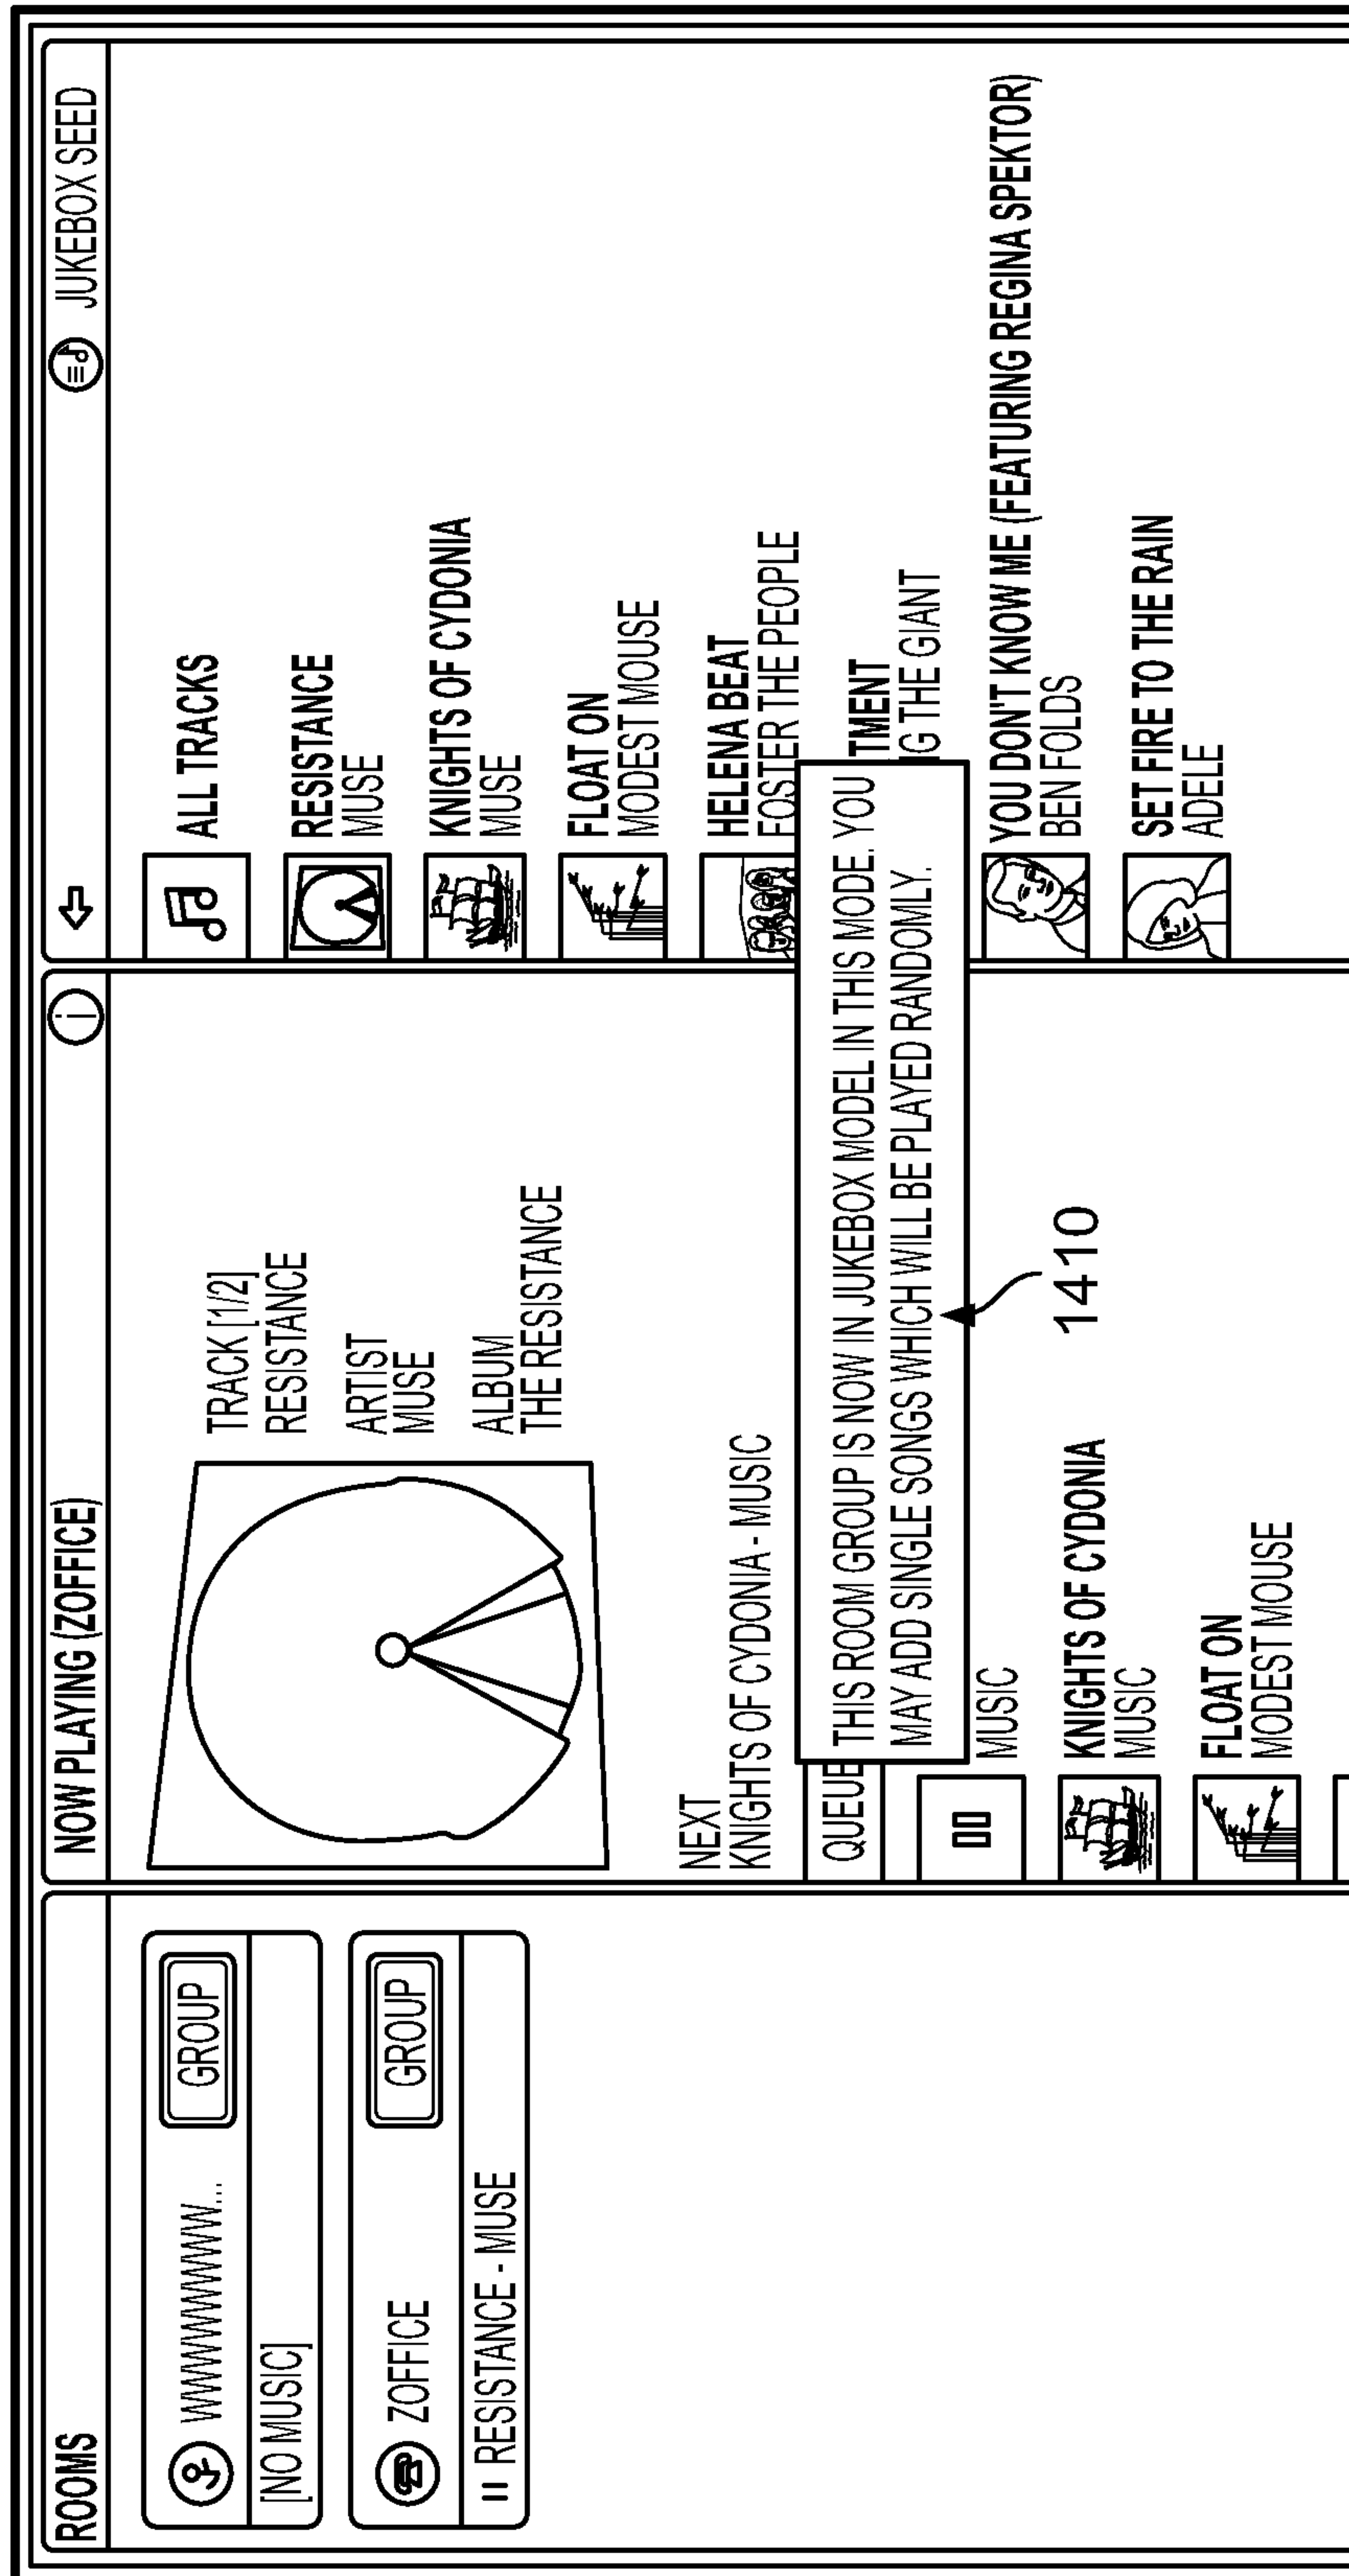 ROOMS
WWWWWWWW...
GROUP
[NO MUSIC]
ZOFFICE
GROUP
RESISTANCE - MUSE
NOW PLAYING (ZOFFICE)
i
TRACK [1/2]
RESISTANCE
ARTIST
MUSE
ALBUM
THE RESISTANCE
NEXT
KNIGHTS OF CYDONIA - MUSIC
QUEUE
THIS ROOM GROUP IS NOW IN JUKEBOX MODEL IN THIS MODE. YOU
MAY ADD SINGLE SONGS WHICH WILL BE PLAYED RANDOMLY.
1410
MUSIC
KNIGHTS OF CYDONIA
MUSIC
FLOAT ON
MODEST MOUSE
JUKEBOX SEED
ALL TRACKS
RESISTANCE
MUSE
KNIGHTS OF CYDONIA
MUSE
FLOAT ON
MODEST MOUSE
HELENA BEAT
FOSTER THE PEOPLE
TMENT
G THE GIANT
YOU DON'T KNOW ME (FEATURING REGINA SPEKTOR)
BEN FOLDS
SET FIRE TO THE RAIN
ADELE